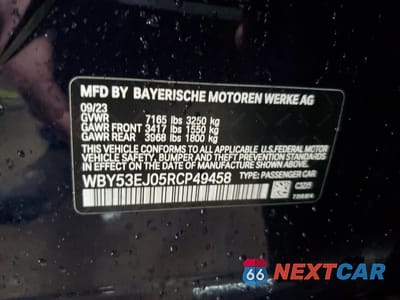 MFD BY BAYERISCHE MOTOREN WERKE AG
09/23
GVWR 7165 lbs 3250 kg
GAWR FRONT 3417 lbs 1550 kg
GAWR REAR 3968 lbs 1800 kg
THIS VEHICLE CONFORMS TO ALL APPLICABLE U.S. FEDERAL MOTOR
VEHICLE SAFETY, BUMPER, AND THEFT PREVENTION STANDARDS
IN EFFECT ON THE DATE OF MANUFACTURE SHOWN ABOVE.
WBY53EJ05RCP49458 TYPE: PASSENGER CAR
66 NEXTCAR